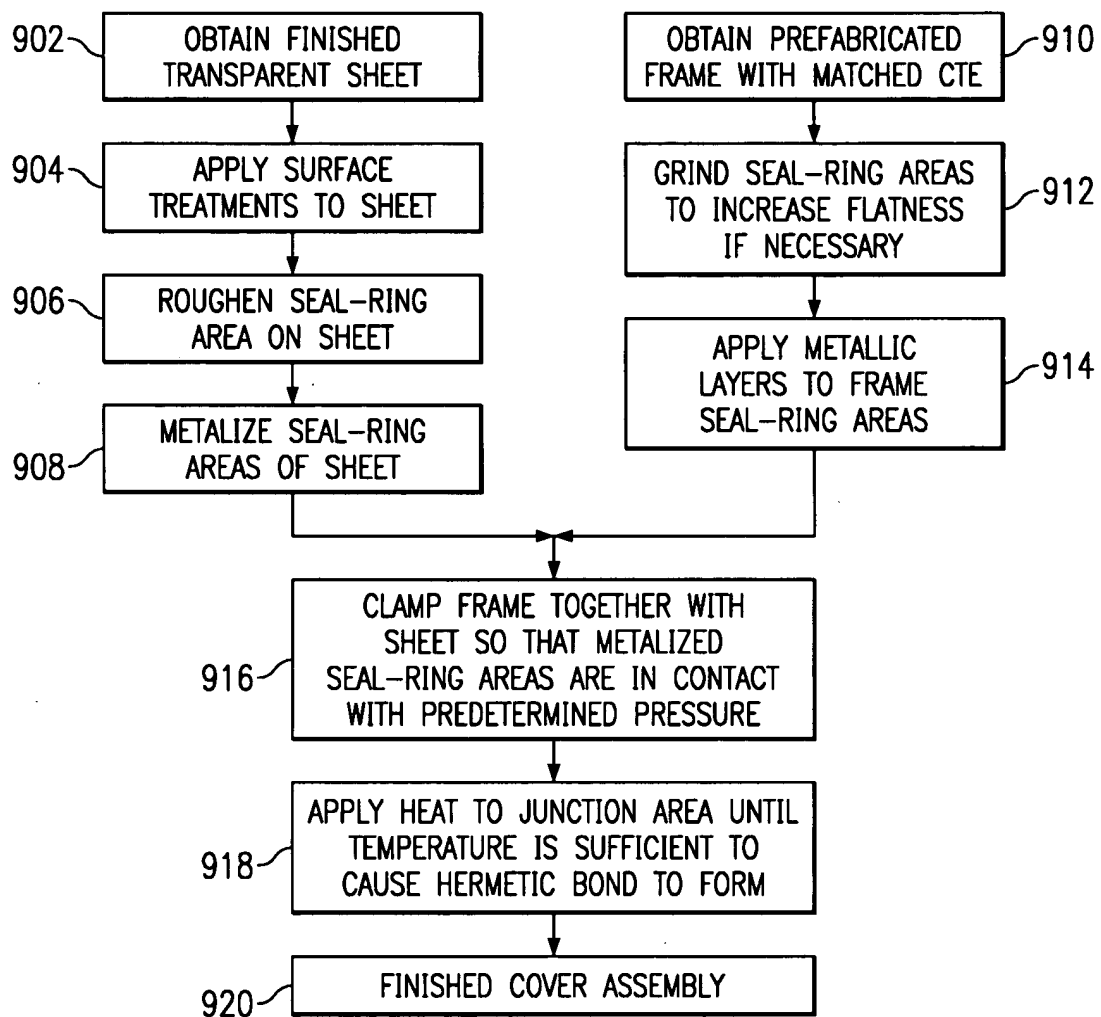 902
OBTAIN FINISHED
TRANSPARENT SHEET
904
APPLY SURFACE
TREATMENTS TO SHEET
906
ROUGHEN SEAL-RING
AREA ON SHEET
908
METALIZE SEAL-RING
AREAS OF SHEET
OBTAIN PREFABRICATED
FRAME WITH MATCHED CTE
910
GRIND SEAL-RING AREAS
TO INCREASE FLATNESS
IF NECESSARY
912
APPLY METALLIC
LAYERS TO FRAME
SEAL-RING AREAS
914
916
CLAMP FRAME TOGETHER WITH
SHEET SO THAT METALIZED
SEAL-RING AREAS ARE IN CONTACT
WITH PREDETERMINED PRESSURE
918
APPLY HEAT TO JUNCTION AREA UNTIL
TEMPERATURE IS SUFFICIENT TO
CAUSE HERMETIC BOND TO FORM
920
FINISHED COVER ASSEMBLY